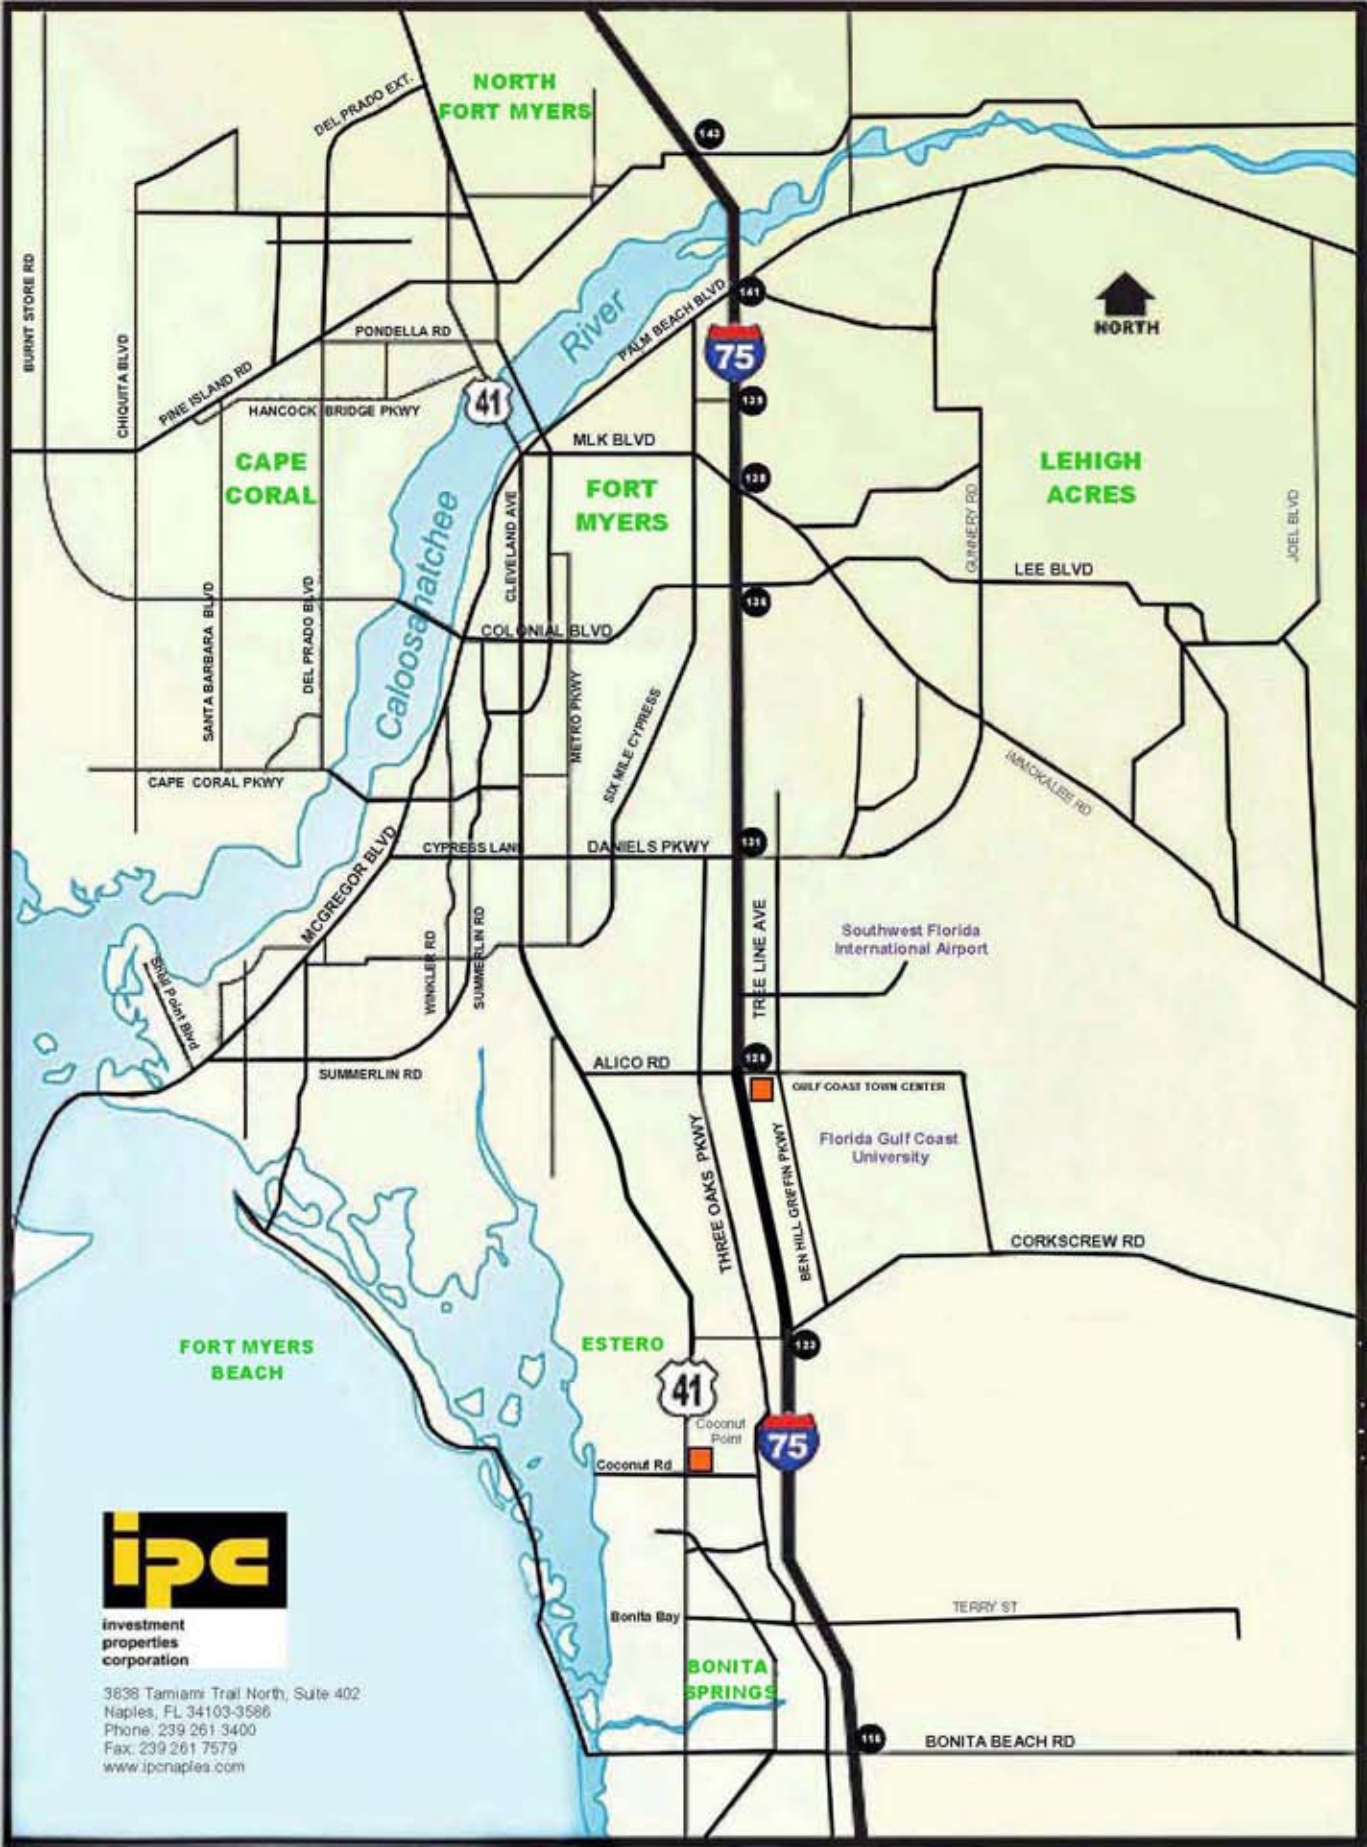 NORTH
FORT MYERS
DEL PRADO EXT.
143
BURNT STORE RD
CHIQUITA BLVD
PINE ISLAND RD
PONDELLA RD
HANCOCK BRIDGE PKWY
41
River
PALM BEACH BLVD
141
75
NORTH
139
MLK BLVD
138
CAPE
CORAL
FORT
MYERS
LEHIGH
ACRES
Caloosahatchee
CLEVELAND AVE
GUNNERY RD
JOEL BLVD
LEE BLVD
136
COLONIAL BLVD
SANTA BARBARA BLVD
DEL PRADO BLVD
METRO PKWY
SIX MILE CYPRESS
IMMOKALEE RD
CAPE CORAL PKWY
MCGREGOR BLVD
CYPRESS LANE
DANIELS PKWY
131
TREE LINE AVE
Southwest Florida
International Airport
WINKLER RD
SUMMERLIN RD
Shell Point Blvd
SUMMERLIN RD
ALICO RD
128
GULF COAST TOWN CENTER
THREE OAKS PKWY
BEN HILL GRIFFIN PKWY
Florida Gulf Coast
University
CORKSCREW RD
FORT MYERS
BEACH
ESTERO
123
41
Coconut
Point
75
Coconut Rd
ipc
investment
properties
corporation
TERRY ST
Bonita Bay
BONITA
SPRINGS
3838 Tamiami Trail North, Suite 402
Naples, FL 34103-3586
Phone: 239 261 3400
Fax: 239 261 7579
www.ipcnaples.com
116
BONITA BEACH RD